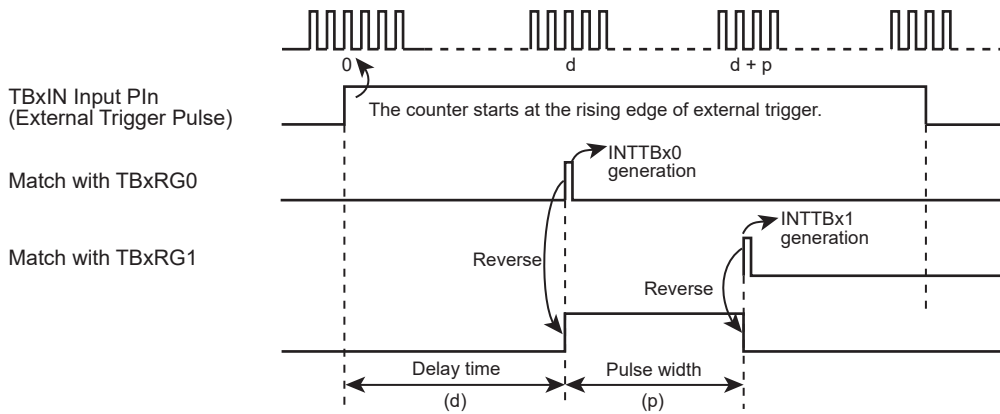 0
d
d + p
TBxIN Input PIn
(External Trigger Pulse)
The counter starts at the rising edge of external trigger.
INTTBx0
generation
Match with TBxRG0
INTTBx1
generation
Match with TBxRG1
Reverse
Reverse
Delay time
Pulse width
(d)
(p)